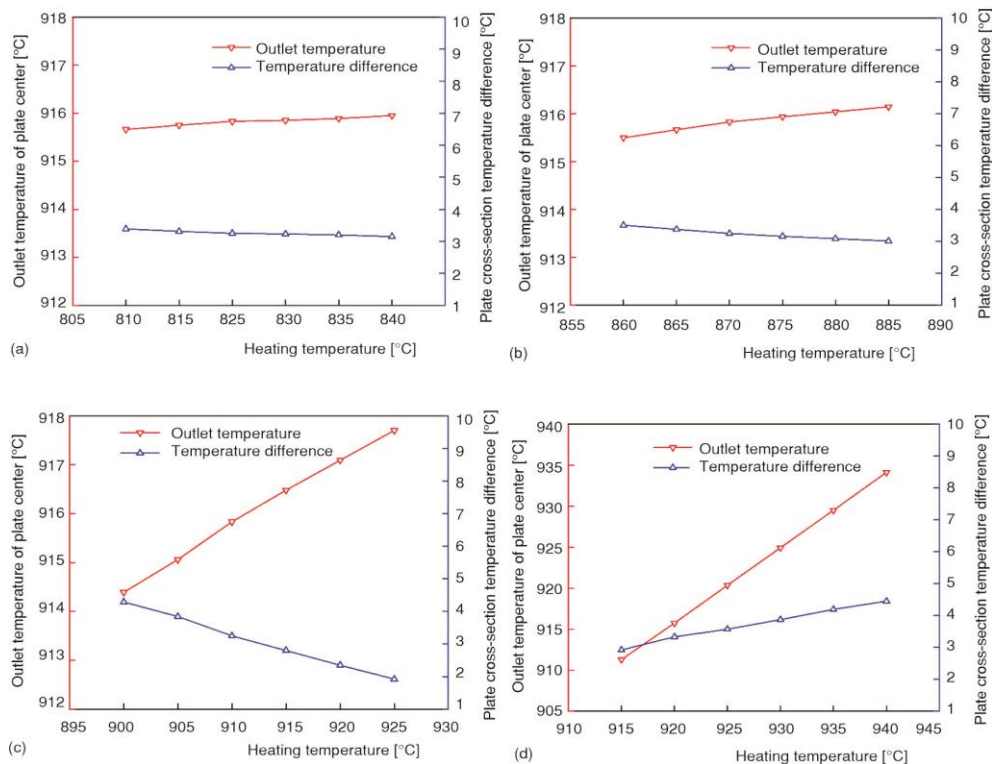 918
917
916
915
914
913
912
Outlet temperature of plate center [°C]
Outlet temperature
Temperature difference
10
9
8
7
6
5
4
3
2
1
Plate cross-section temperature difference [°C]
805 810 815 825 830 835 840
Heating temperature [°C]
(a)
918
917
916
915
914
913
912
Outlet temperature of plate center [°C]
Outlet temperature
Temperature difference
10
9
8
7
6
5
4
3
2
1
Plate cross-section temperature difference [°C]
855 860 865 870 875 880 885 890
Heating temperature [°C]
(b)
918
917
916
915
914
913
912
Outlet temperature of plate center [°C]
Outlet temperature
Temperature difference
10
9
8
7
6
5
4
3
2
1
Plate cross-section temperature difference [°C]
895 900 905 910 915 920 925 930
Heating temperature [°C]
(c)
940
935
930
925
920
915
910
905
Outlet temperature of plate center [°C]
Outlet temperature
Temperature difference
10
9
8
7
6
5
4
3
2
1
Plate cross-section temperature difference [°C]
910 915 920 925 930 935 940 945
Heating temperature [°C]
(d)